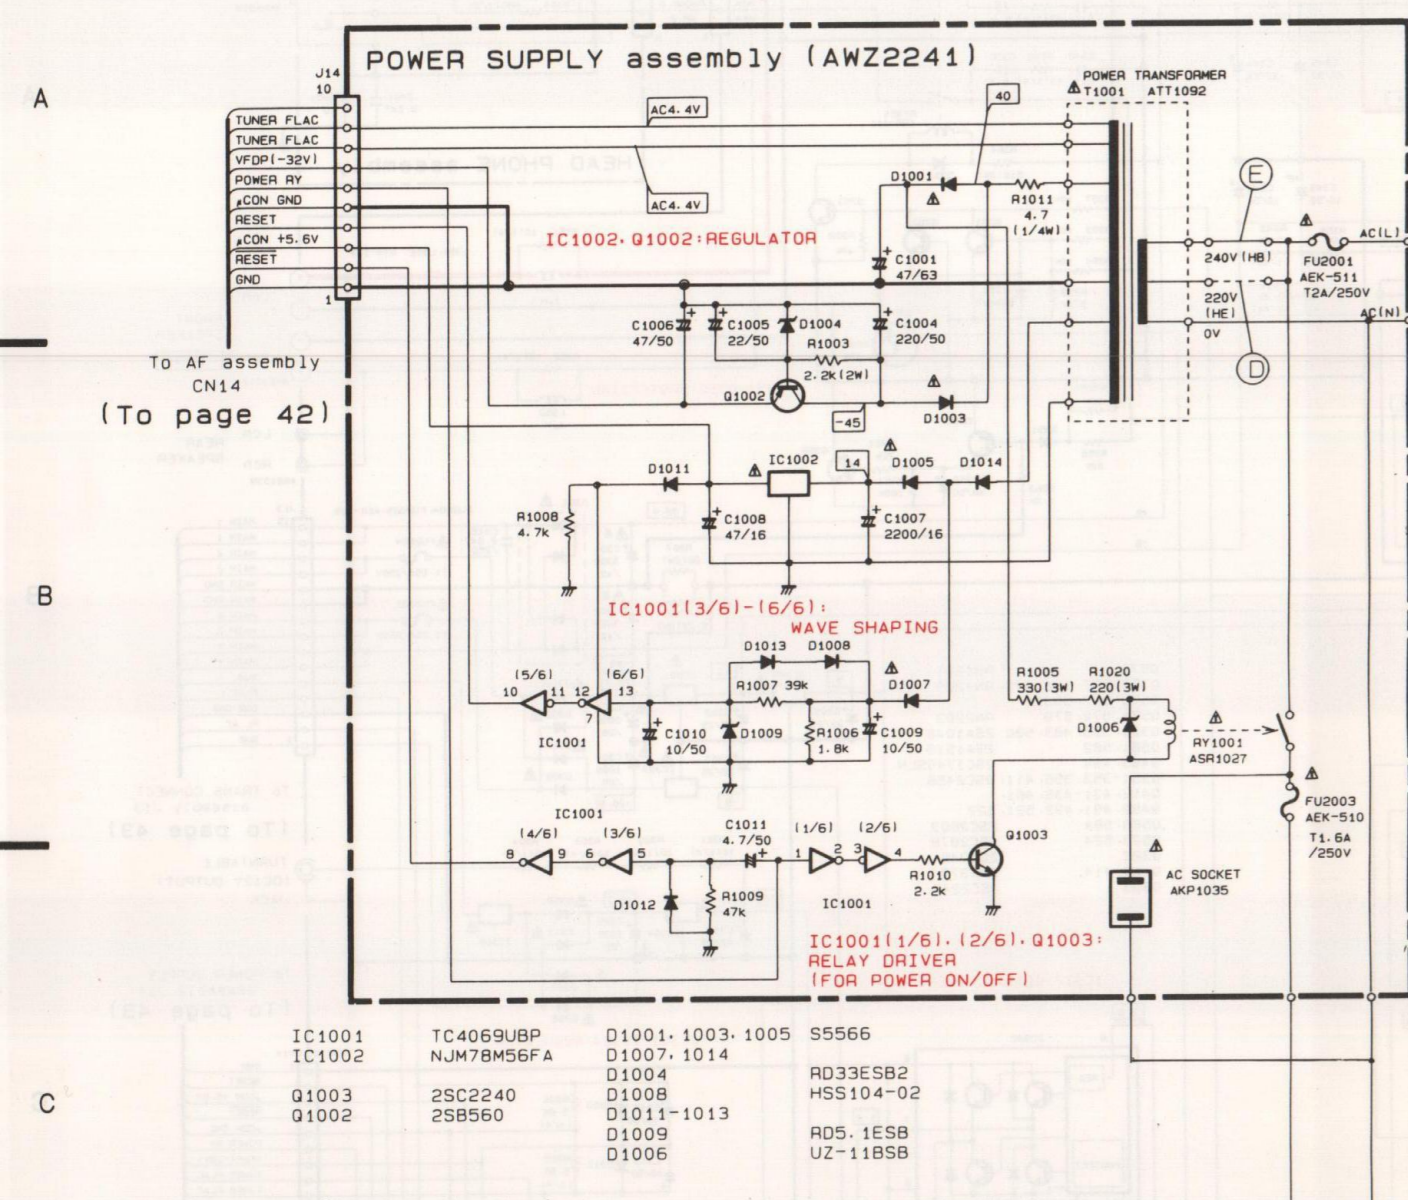 POWER SUPPLY assembly (AWZ2241)
J14
10
A
TUNER FLAC
TUNER FLAC
VFDP(-32V)
POWER RY
μCON GND
RESET
μCON +5.6V
RESET
GND
1
To AF assembly
CN14
(To page 42)
AC4.4V
AC4.4V
40
POWER TRANSFORMER
T1001 ATT1092
D1001
R1011
4.7
(1/4W)
IC1002, Q1002:REGULATOR
C1001
47/63
E
240V(HB)
220V
(HE)
0V
D
FU2001
AEK-511
T2A/250V
AC(L)
AC(N)
C1006
47/50
C1005
22/50
D1004
R1003
2.2k(2W)
C1004
220/50
Q1002
-45
D1003
D1011
IC1002
14
D1005
D1014
R1008
4.7k
C1008
47/16
C1007
2200/16
B
IC1001(3/6)-(6/6):
WAVE SHAPING
D1013
D1008
R1007 39k
D1007
(5/6)
(6/6)
10
11
12
13
7
IC1001
C1010
10/50
D1009
R1006
1.8k
C1009
10/50
R1005
330(3W)
R1020
220(3W)
D1006
RY1001
ASR1027
FU2003
AEK-510
T1.6A
/250V
IC1001
(4/6)
(3/6)
8
9
6
5
C1011
4.7/50
(1/6)
(2/6)
1
2
3
4
Q1003
R1010
2.2k
D1012
R1009
47k
IC1001
AC SOCKET
AKP1035
IC1001(1/6), (2/6), Q1003:
RELAY DRIVER
(FOR POWER ON/OFF)
C
IC1001 TC4069UBP
IC1002 NJM78M56FA
Q1003 2SC2240
Q1002 2SB560
D1001, 1003, 1005 S5566
D1007, 1014
D1004 RD33ESB2
D1008 HSS104-02
D1011-1013
D1009 RD5.1ESB
D1006 UZ-11BSB